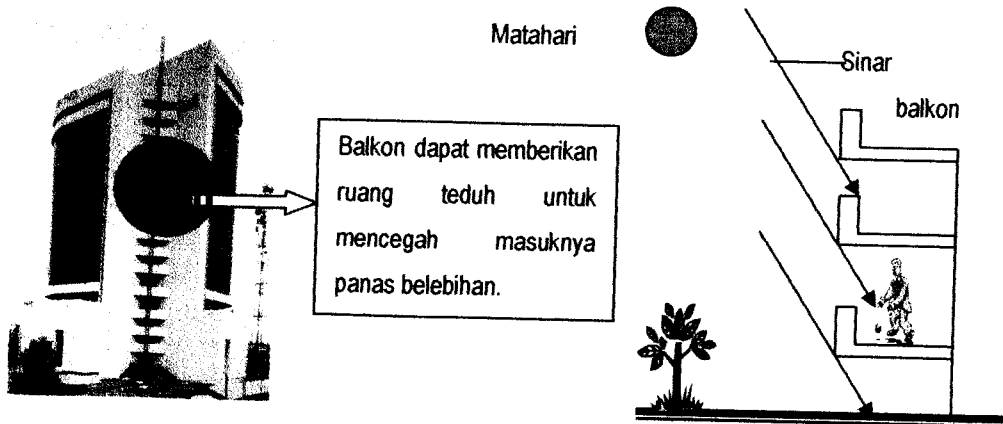 Matahari
Sinar
balkon
Balkon dapat memberikan
ruang teduh untuk
mencegah masuknya
panas belebihan.